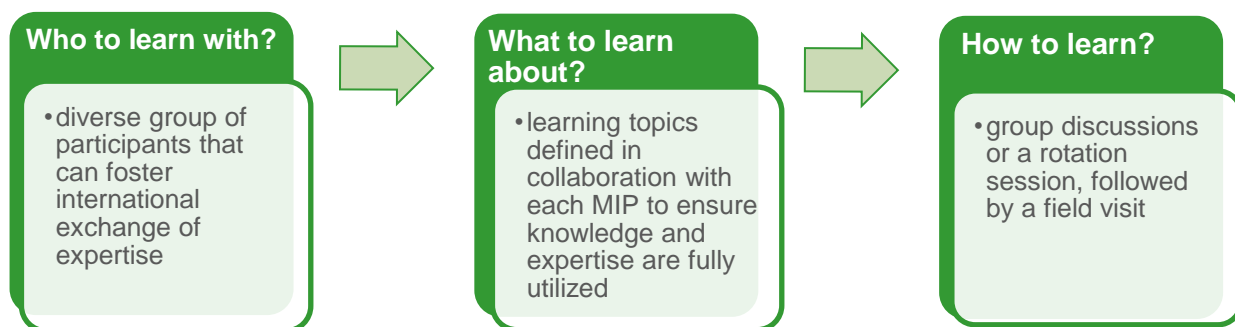 Who to learn with?
•diverse group of
participants that
can foster
international
exchange of
expertise
What to learn
about?
•learning topics
defined in
collaboration with
each MIP to ensure
knowledge and
expertise are fully
utilized
How to learn?
•group discussions
or a rotation
session, followed
by a field visit